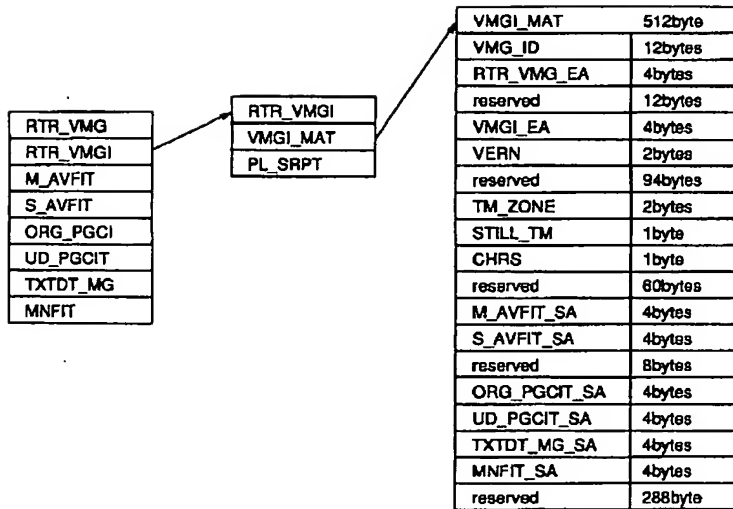 RTR_VMG
RTR_VMGI
M_AVFIT
S_AVFIT
ORG_PGCI
UD_PGCIT
TXTDT_MG
MNFIT
RTR_VMGI
VMGI_MAT
PL_SRPT
VMGI_MAT 512byte
VMG_ID 12bytes
RTR_VMG_EA 4bytes
reserved 12bytes
VMGI_EA 4bytes
VERN 2bytes
reserved 94bytes
TM_ZONE 2bytes
STILL_TM 1byte
CHRS 1byte
reserved 60bytes
M_AVFIT_SA 4bytes
S_AVFIT_SA 4bytes
reserved 8bytes
ORG_PGCIT_SA 4bytes
UD_PGCIT_SA 4bytes
TXTDT_MG_SA 4bytes
MNFIT_SA 4bytes
reserved 288byte